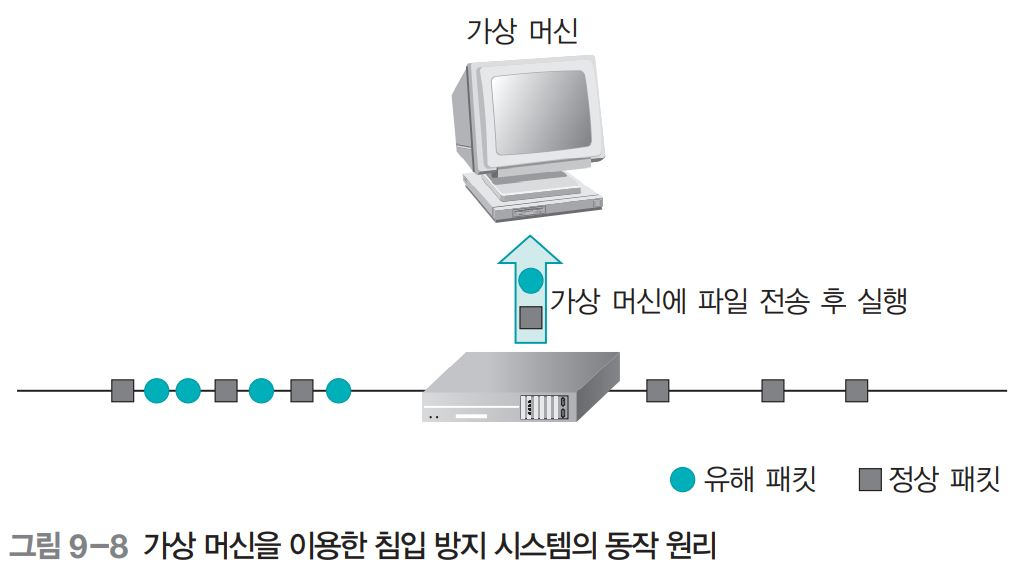 가상 머신
가상 머신에 파일 전송 후 실행
유해 패킷 정상 패킷
그림 9-8 가상 머신을 이용한 침입 방지 시스템의 동작 원리